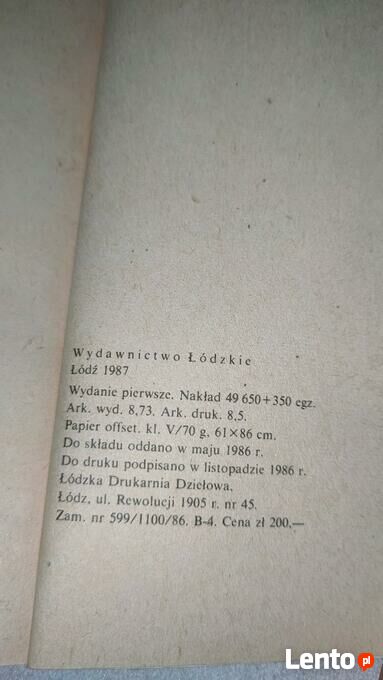 Wydawnictwo Łódzkie
Łódź 1987
Wydanie pierwsze. Nakład 49 650+350 egz.
Ark. wyd. 8,73. Ark. druk. 8,5.
Papier offset. kl. V/70 g, 61×86 cm.
Do składu oddano w maju 1986 r.
Do druku podpisano w listopadzie 1986 r.
Łódzka Drukarnia Dziełowa,
Łódź, ul. Rewolucji 1905 r. nr 45.
Zam. nr 599/1100/86. B-4. Cena zł 200,—
Lento.pl